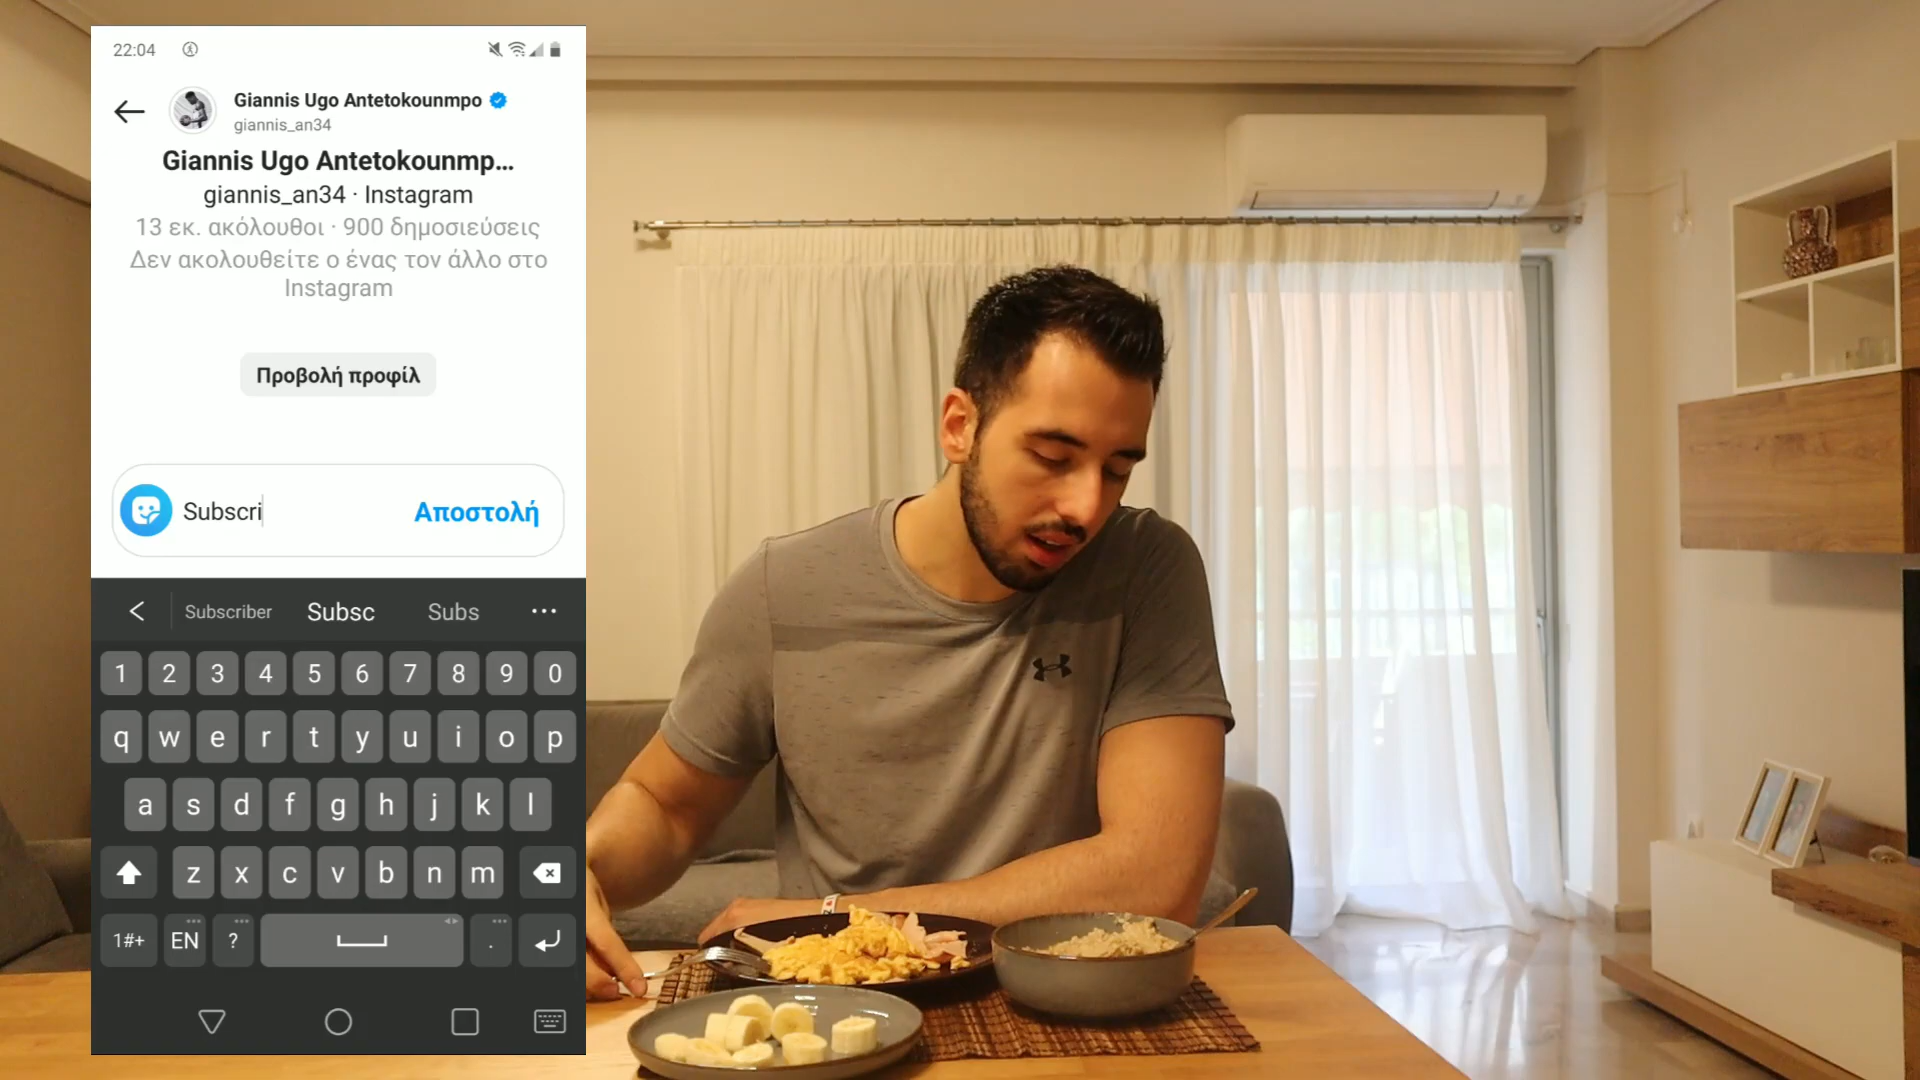 22:04
Giannis Ugo Antetokounmpo
giannis_an34
Giannis Ugo Antetokounmp...
giannis_an34 · Instagram
13 εκ. ακόλουθοι · 900 δημοσιεύσεις
Δεν ακολουθείτε ο ένας τον άλλο στο
Instagram
Προβολή προφίλ
Subscri Αποστολή
Subscriber Subsc Subs ...
1 2 3 4 5 6 7 8 9 0
q w e r t y u i o p
a s d f g h j k l
z x c v b n m
1#+ EN ? .